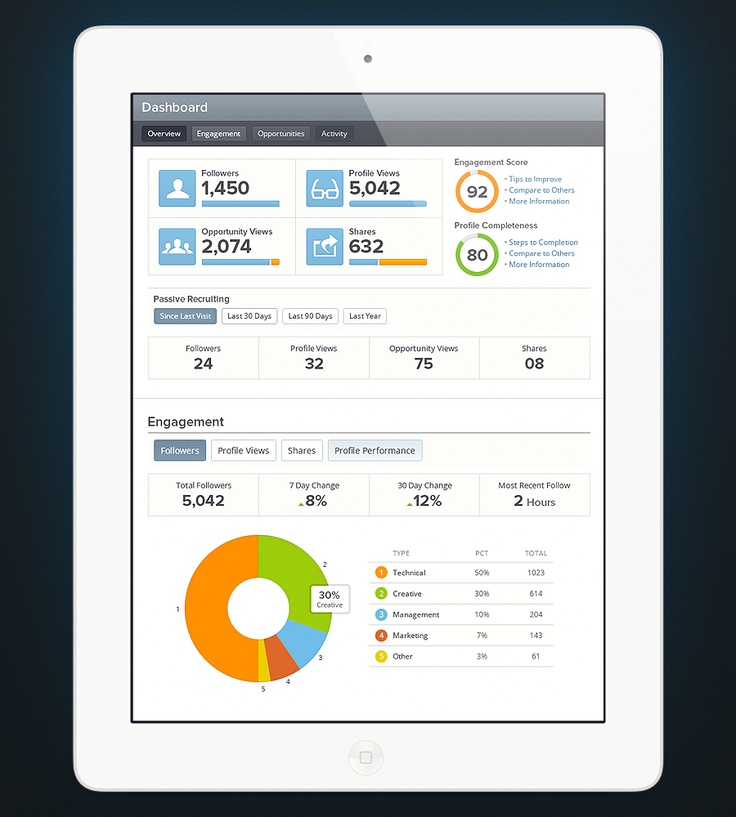 Dashboard
Overview Engagement Opportunities Activity
Followers
1,450
Profile Views
5,042
Opportunity Views
2,074
Shares
632
Engagement Score
92
• Tips to Improve
• Compare to Others
• More Information
Profile Completeness
80
• Steps to Completion
• Compare to Others
• More Information
Passive Recruiting
Since Last Visit Last 30 Days Last 90 Days Last Year
Followers Profile Views Opportunity Views Shares
24 32 75 08
Engagement
Followers Profile Views Shares Profile Performance
Total Followers 7 Day Change 30 Day Change Most Recent Follow
5,042 8% 12% 2 Hours
1
2
30%
Creative
3
4
5
TYPE PCT TOTAL
1 Technical 50% 1023
2 Creative 30% 614
3 Management 10% 204
4 Marketing 7% 143
5 Other 3% 61